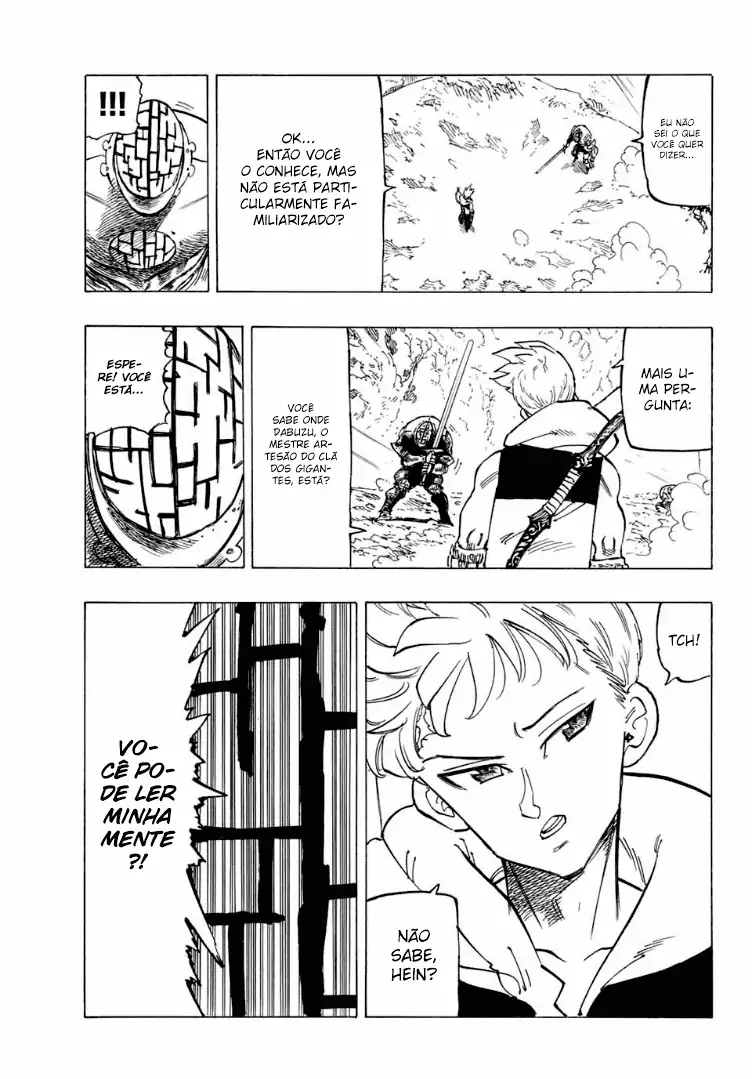 EU NÃO
SEI O QUE
VOCÊ QUER
DIZER...
OK...
ENTÃO VOCÊ
O CONHECE, MAS
NÃO ESTÁ PARTI-
CULARMENTE FA-
MILIARIZADO?
!!!
MAIS U-
MA PER-
GUNTA:
VOCÊ
SABE ONDE
DABUZU, O
MESTRE AR-
TESÃO DO CLÃ
DOS GIGAN-
TES, ESTÁ?
ESPE-
RE! VOCÊ
ESTÁ...
TCH!
NÃO
SABE,
HEIN?
VO-
CÊ PO-
DE LER
MINHA
MENTE
?!